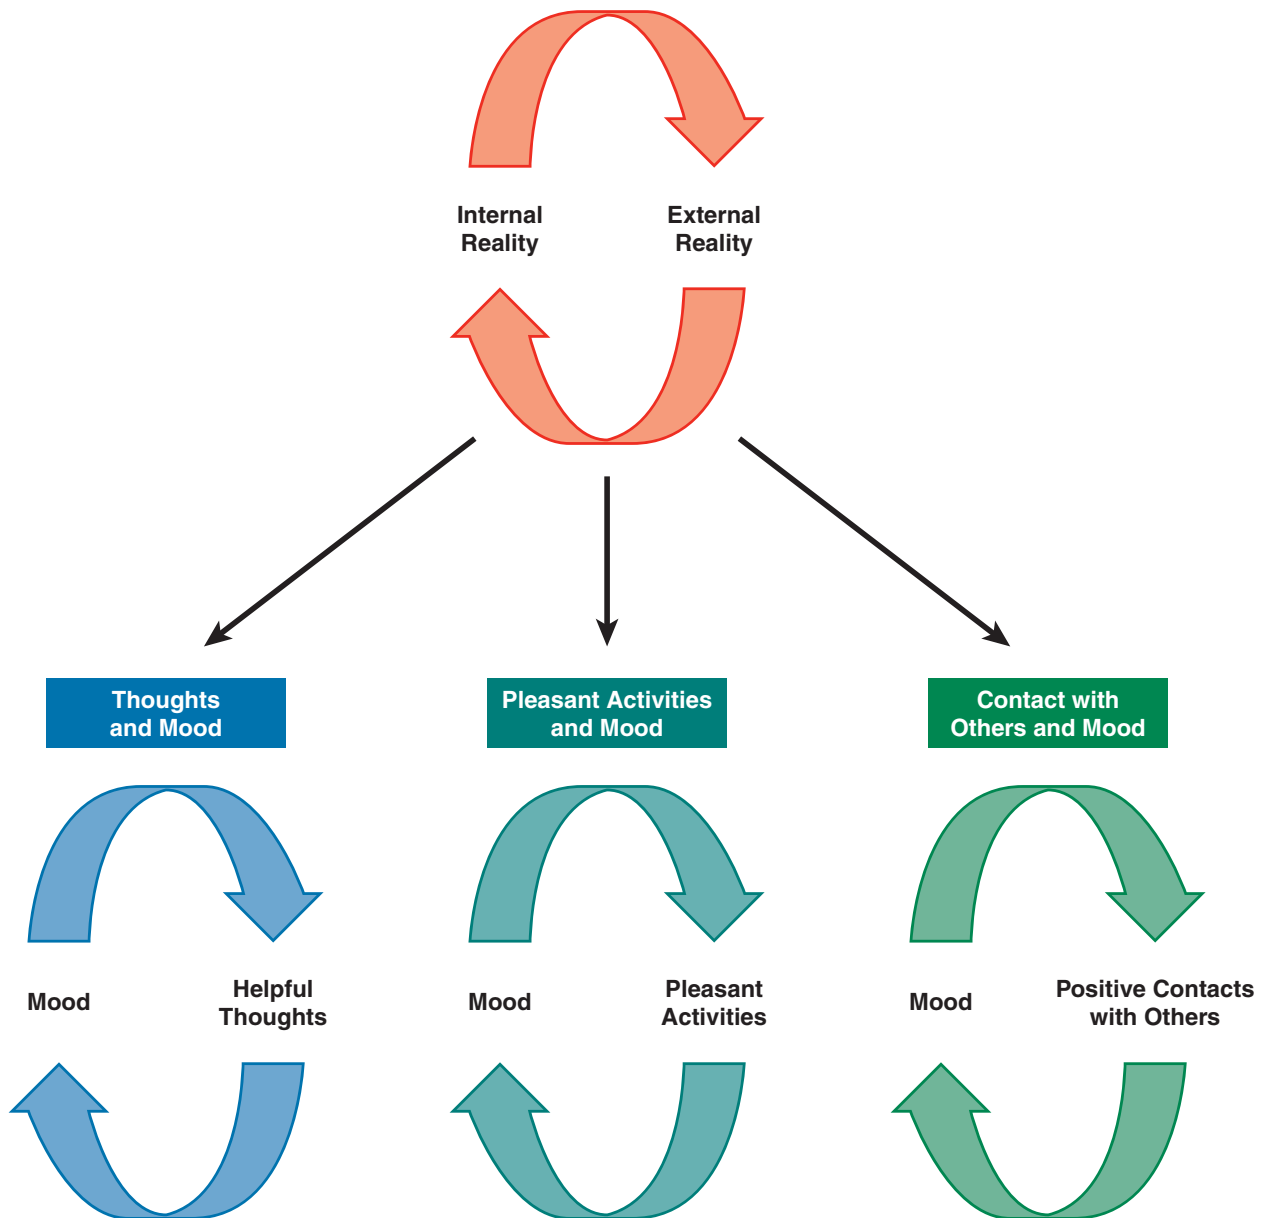 Internal
Reality
External
Reality
Thoughts
and Mood
Pleasant Activities
and Mood
Contact with
Others and Mood
Mood
Helpful
Thoughts
Mood
Pleasant
Activities
Mood
Positive Contacts
with Others